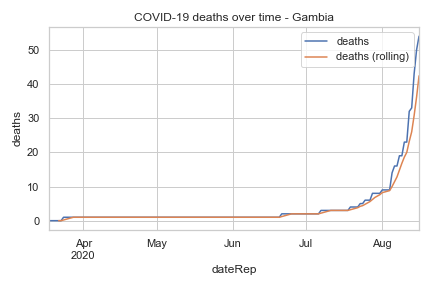 COVID-19 deaths over time - Gambia
deaths
deaths (rolling)
deaths
50
40
30
20
10
0
Apr
2020
May
Jun
Jul
Aug
dateRep